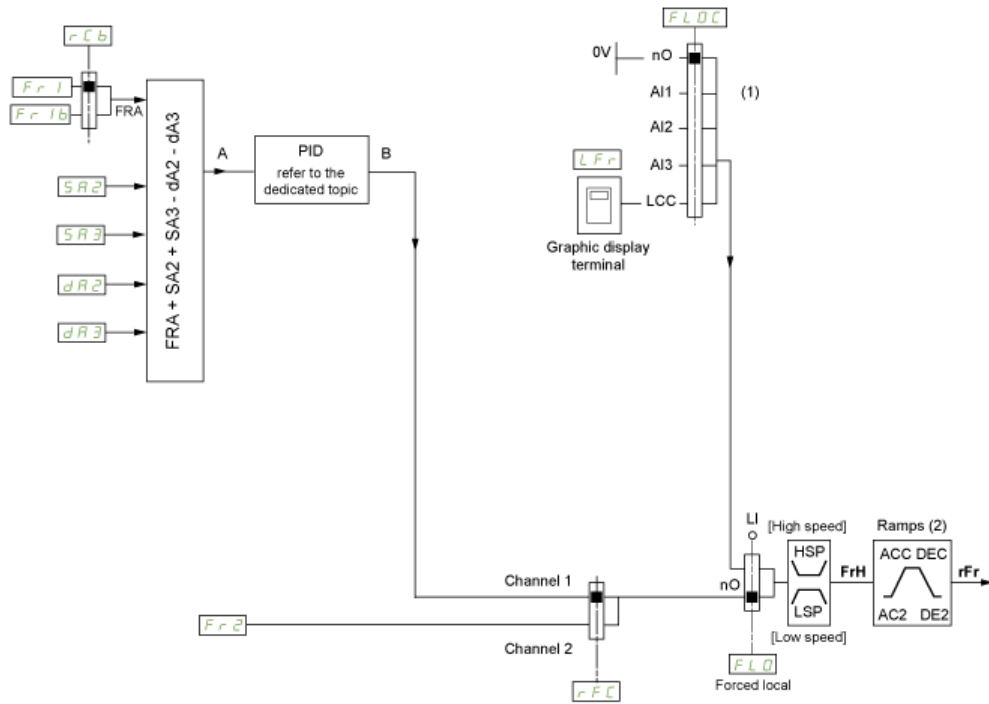 rCb
Fr1
Fr1b
FRA
SA2
SA3
dA2
dA3
FRA + SA2 + SA3 - dA2 - dA3
A
PID
refer to the
dedicated topic
B
FLOC
0V
nO
AI1
AI2
AI3
LCC
(1)
LFr
Graphic display
terminal
Channel 1
Fr2
Channel 2
rFC
LI
nO
FLO
Forced local
[High speed]
HSP
LSP
[Low speed]
FrH
Ramps (2)
ACC DEC
AC2 DE2
rFr